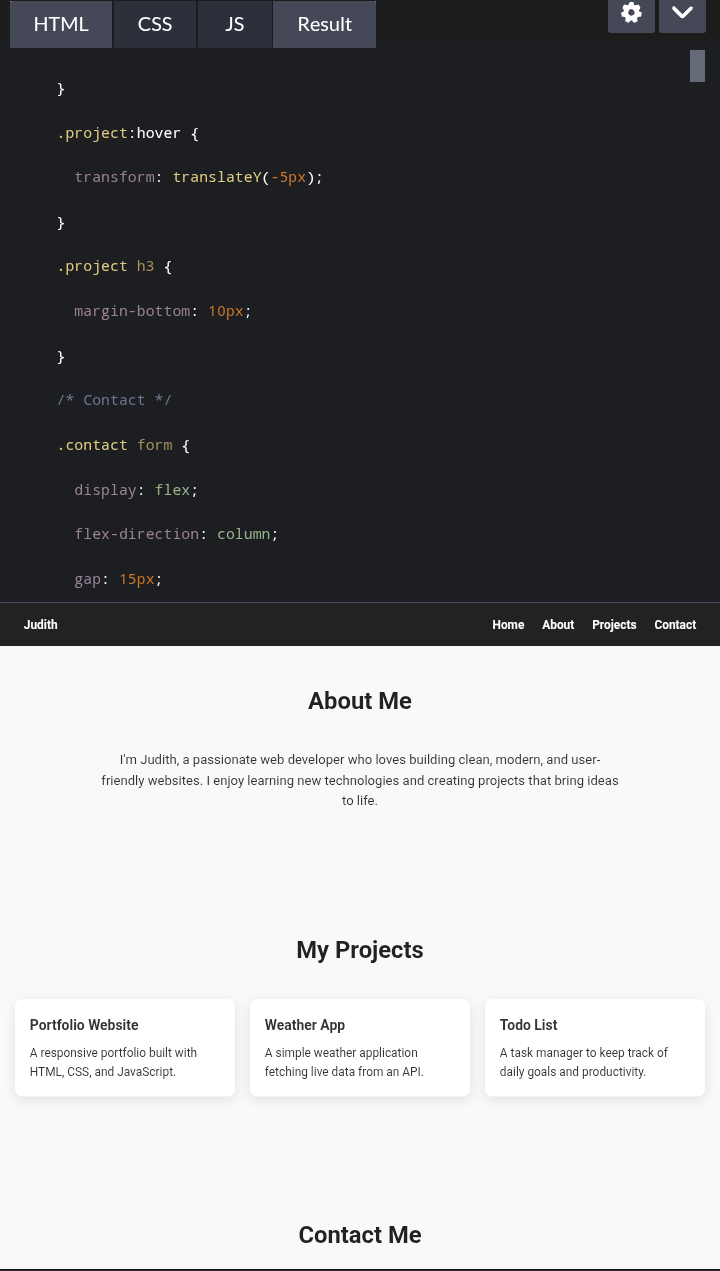 HTML CSS JS Result
}
.project:hover {
transform: translateY(-5px);
}
.project h3 {
margin-bottom: 10px;
}
/* Contact */
.contact form {
display: flex;
flex-direction: column;
gap: 15px;
Judith Home About Projects Contact
About Me
I'm Judith, a passionate web developer who loves building clean, modern, and user-
friendly websites. I enjoy learning new technologies and creating projects that bring ideas
to life.
My Projects
Portfolio Website
A responsive portfolio built with
HTML, CSS, and JavaScript.
Weather App
A simple weather application
fetching live data from an API.
Todo List
A task manager to keep track of
daily goals and productivity.
Contact Me